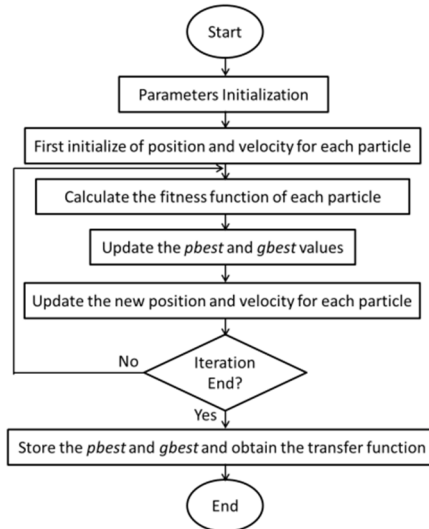 Start
Parameters Initialization
First initialize of position and velocity for each particle
Calculate the fitness function of each particle
Update the pbest and gbest values
Update the new position and velocity for each particle
No
Iteration
End?
Yes
Store the pbest and gbest and obtain the transfer function
End